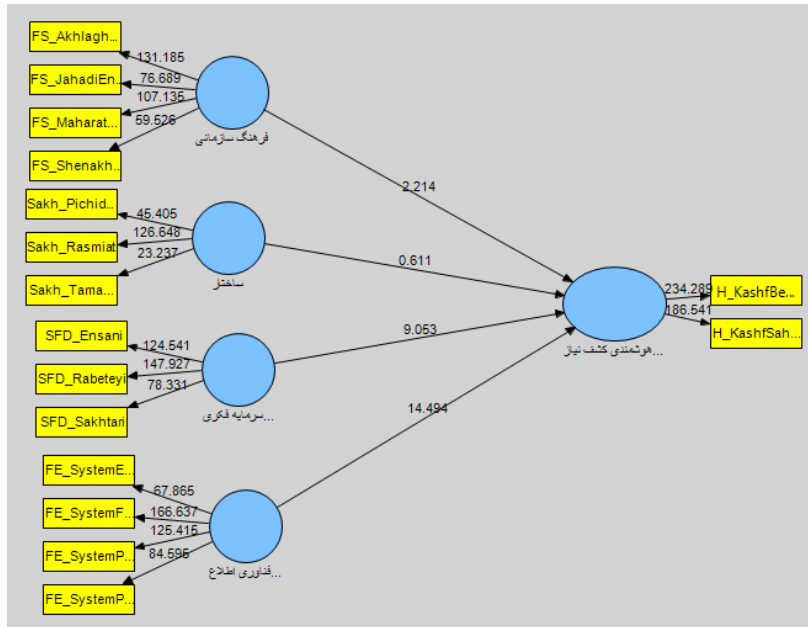 FS_Akhlagh...
131.185
FS_JahadiEn...
76.689
FS_Maharat...
107.135
FS_Shenakh...
59.526
فرهنگ سازمانی
2.214
Sakh_Pichid...
45.405
Sakh_Rasmiat
126.648
Sakh_Tama...
23.237
ساختار
0.611
SFD_Ensani
124.541
SFD_Rabeteyi
147.927
SFD_Sakhtari
78.331
سرمایه فکری...
9.053
FE_SystemE...
67.865
FE_SystemF...
166.637
FE_SystemP...
125.415
FE_SystemP...
84.595
فناوری اطلاع...
14.494
هوشمندی کشف نیاز...
234.289
H_KashfBe...
186.541
H_KashfSah...